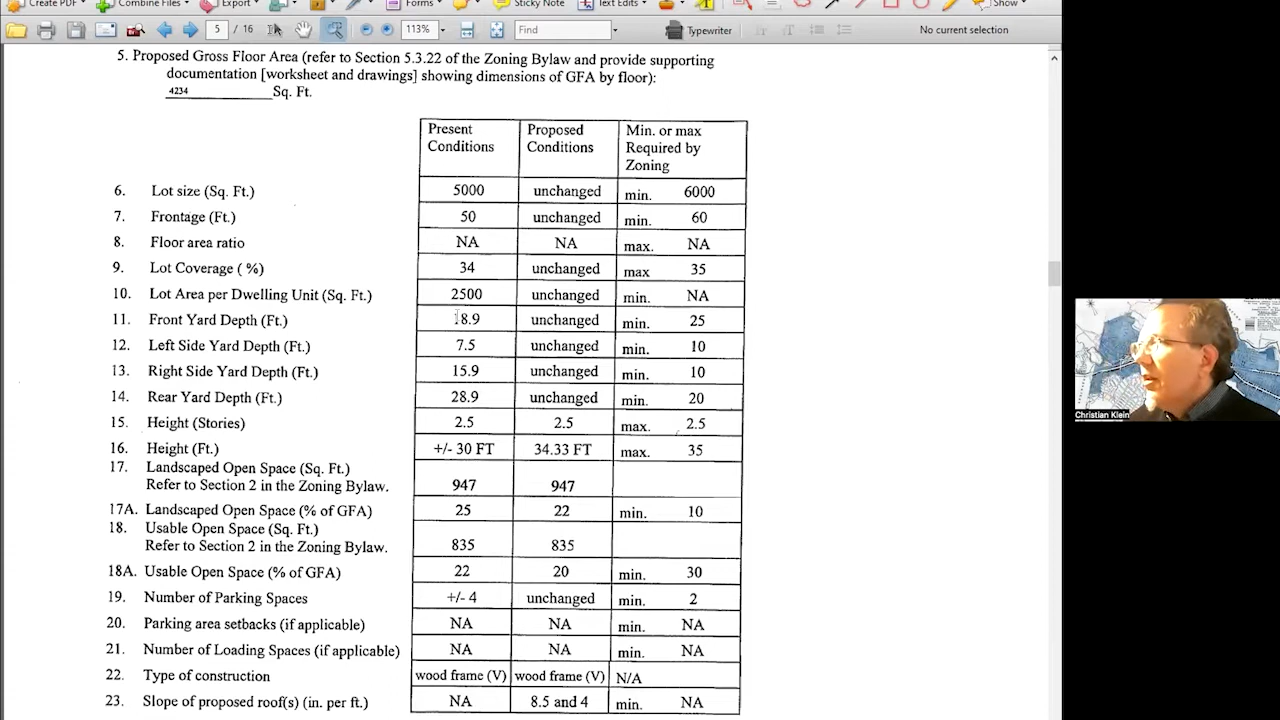 Create PDF Combine Files Export Forms Sticky Note Text Edits Show
5 / 16 113% Find Typewriter No current selection
5. Proposed Gross Floor Area (refer to Section 5.3.22 of the Zoning Bylaw and provide supporting
documentation [worksheet and drawings] showing dimensions of GFA by floor):
4234 Sq. Ft.
Present Conditions Proposed Conditions Min. or max Required by Zoning
6. Lot size (Sq. Ft.) 5000 unchanged min. 6000
7. Frontage (Ft.) 50 unchanged min. 60
8. Floor area ratio NA NA max. NA
9. Lot Coverage ( %) 34 unchanged max 35
10. Lot Area per Dwelling Unit (Sq. Ft.) 2500 unchanged min. NA
11. Front Yard Depth (Ft.) 18.9 unchanged min. 25
12. Left Side Yard Depth (Ft.) 7.5 unchanged min. 10
13. Right Side Yard Depth (Ft.) 15.9 unchanged min. 10
14. Rear Yard Depth (Ft.) 28.9 unchanged min. 20
15. Height (Stories) 2.5 2.5 max. 2.5
16. Height (Ft.) +/- 30 FT 34.33 FT max. 35
17. Landscaped Open Space (Sq. Ft.)
Refer to Section 2 in the Zoning Bylaw. 947 947
17A. Landscaped Open Space (% of GFA) 25 22 min. 10
18. Usable Open Space (Sq. Ft.)
Refer to Section 2 in the Zoning Bylaw. 835 835
18A. Usable Open Space (% of GFA) 22 20 min. 30
19. Number of Parking Spaces +/- 4 unchanged min. 2
20. Parking area setbacks (if applicable) NA NA min. NA
21. Number of Loading Spaces (if applicable) NA NA min. NA
22. Type of construction wood frame (V) wood frame (V) N/A
23. Slope of proposed roof(s) (in. per ft.) NA 8.5 and 4 min. NA
Christian Klein